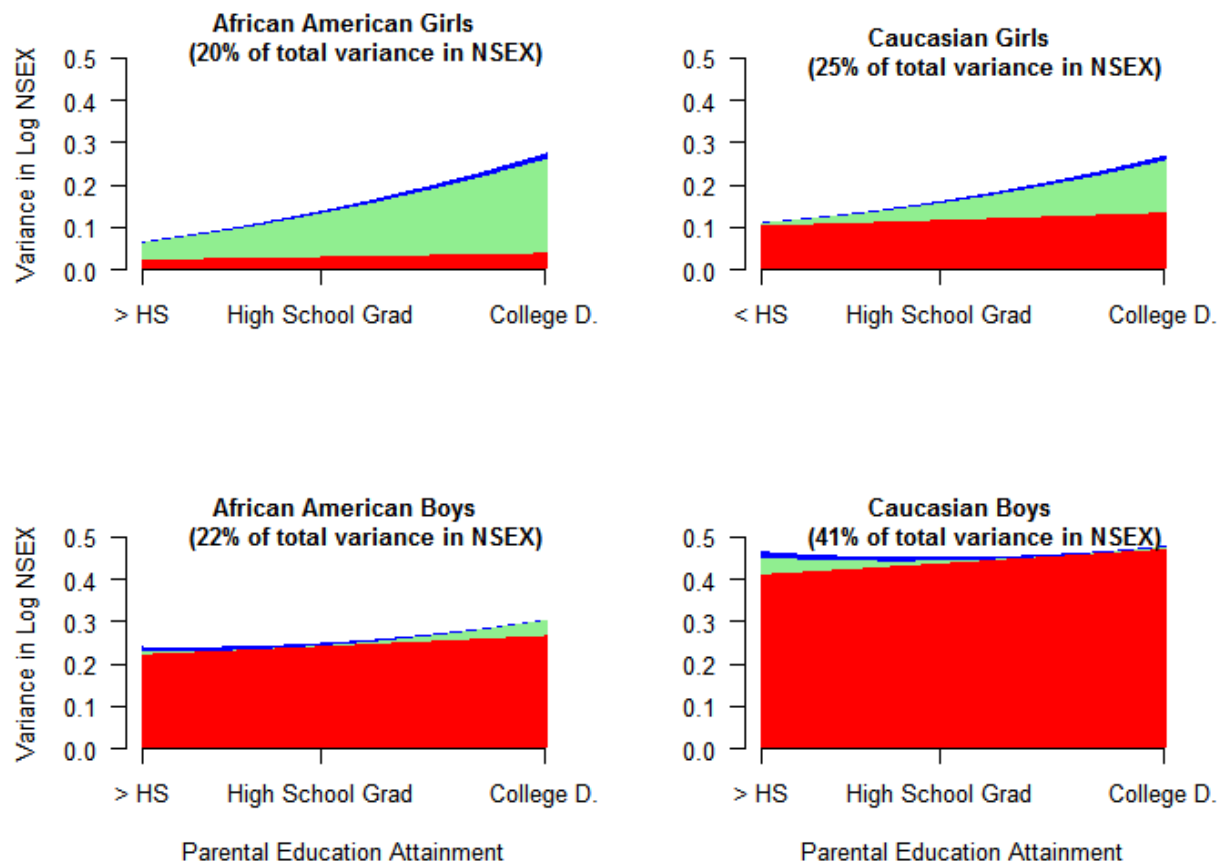 African American Girls
(20% of total variance in NSEX)
Variance in Log NSEX
0.5
0.4
0.3
0.2
0.1
0.0
> HS High School Grad College D.
Caucasian Girls
(25% of total variance in NSEX)
0.5
0.4
0.3
0.2
0.1
0.0
< HS High School Grad College D.
African American Boys
(22% of total variance in NSEX)
Variance in Log NSEX
0.5
0.4
0.3
0.2
0.1
0.0
> HS High School Grad College D.
Parental Education Attainment
Caucasian Boys
(41% of total variance in NSEX)
0.5
0.4
0.3
0.2
0.1
0.0
> HS High School Grad College D.
Parental Education Attainment